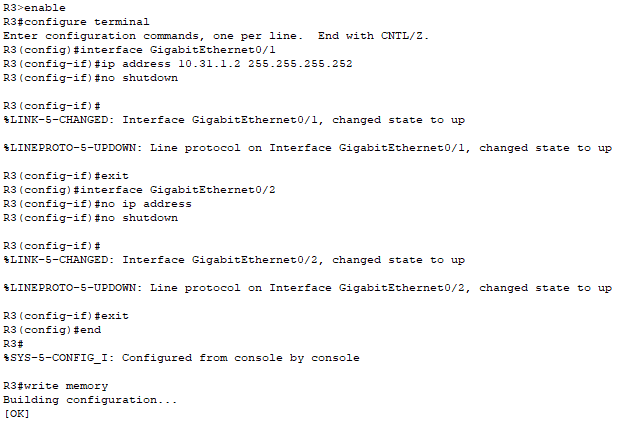 R3>enable
R3#configure terminal
Enter configuration commands, one per line.  End with CNTL/Z.
R3(config)#interface GigabitEthernet0/1
R3(config-if)#ip address 10.31.1.2 255.255.255.252
R3(config-if)#no shutdown
R3(config-if)#
%LINK-5-CHANGED: Interface GigabitEthernet0/1, changed state to up
%LINEPROTO-5-UPDOWN: Line protocol on Interface GigabitEthernet0/1, changed state to up
R3(config-if)#exit
R3(config)#interface GigabitEthernet0/2
R3(config-if)#no ip address
R3(config-if)#no shutdown
R3(config-if)#
%LINK-5-CHANGED: Interface GigabitEthernet0/2, changed state to up
%LINEPROTO-5-UPDOWN: Line protocol on Interface GigabitEthernet0/2, changed state to up
R3(config-if)#exit
R3(config)#end
R3#
%SYS-5-CONFIG_I: Configured from console by console
R3#write memory
Building configuration...
[OK]